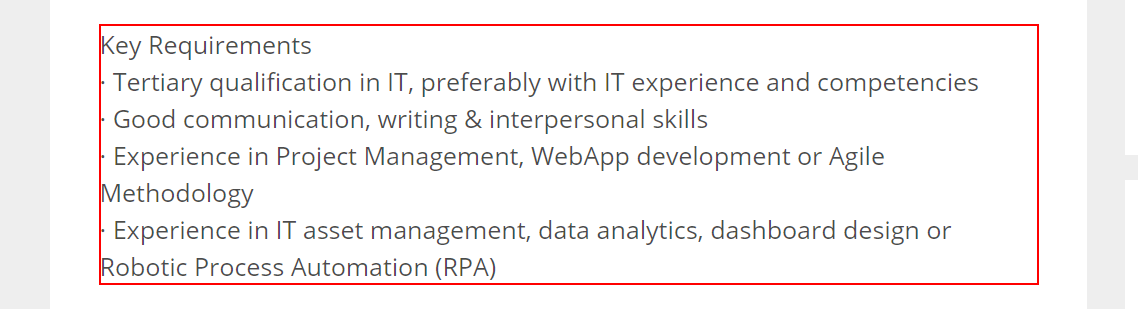 Key Requirements
· Tertiary qualification in IT, preferably with IT experience and competencies
· Good communication, writing & interpersonal skills
· Experience in Project Management, WebApp development or Agile
Methodology
· Experience in IT asset management, data analytics, dashboard design or
Robotic Process Automation (RPA)